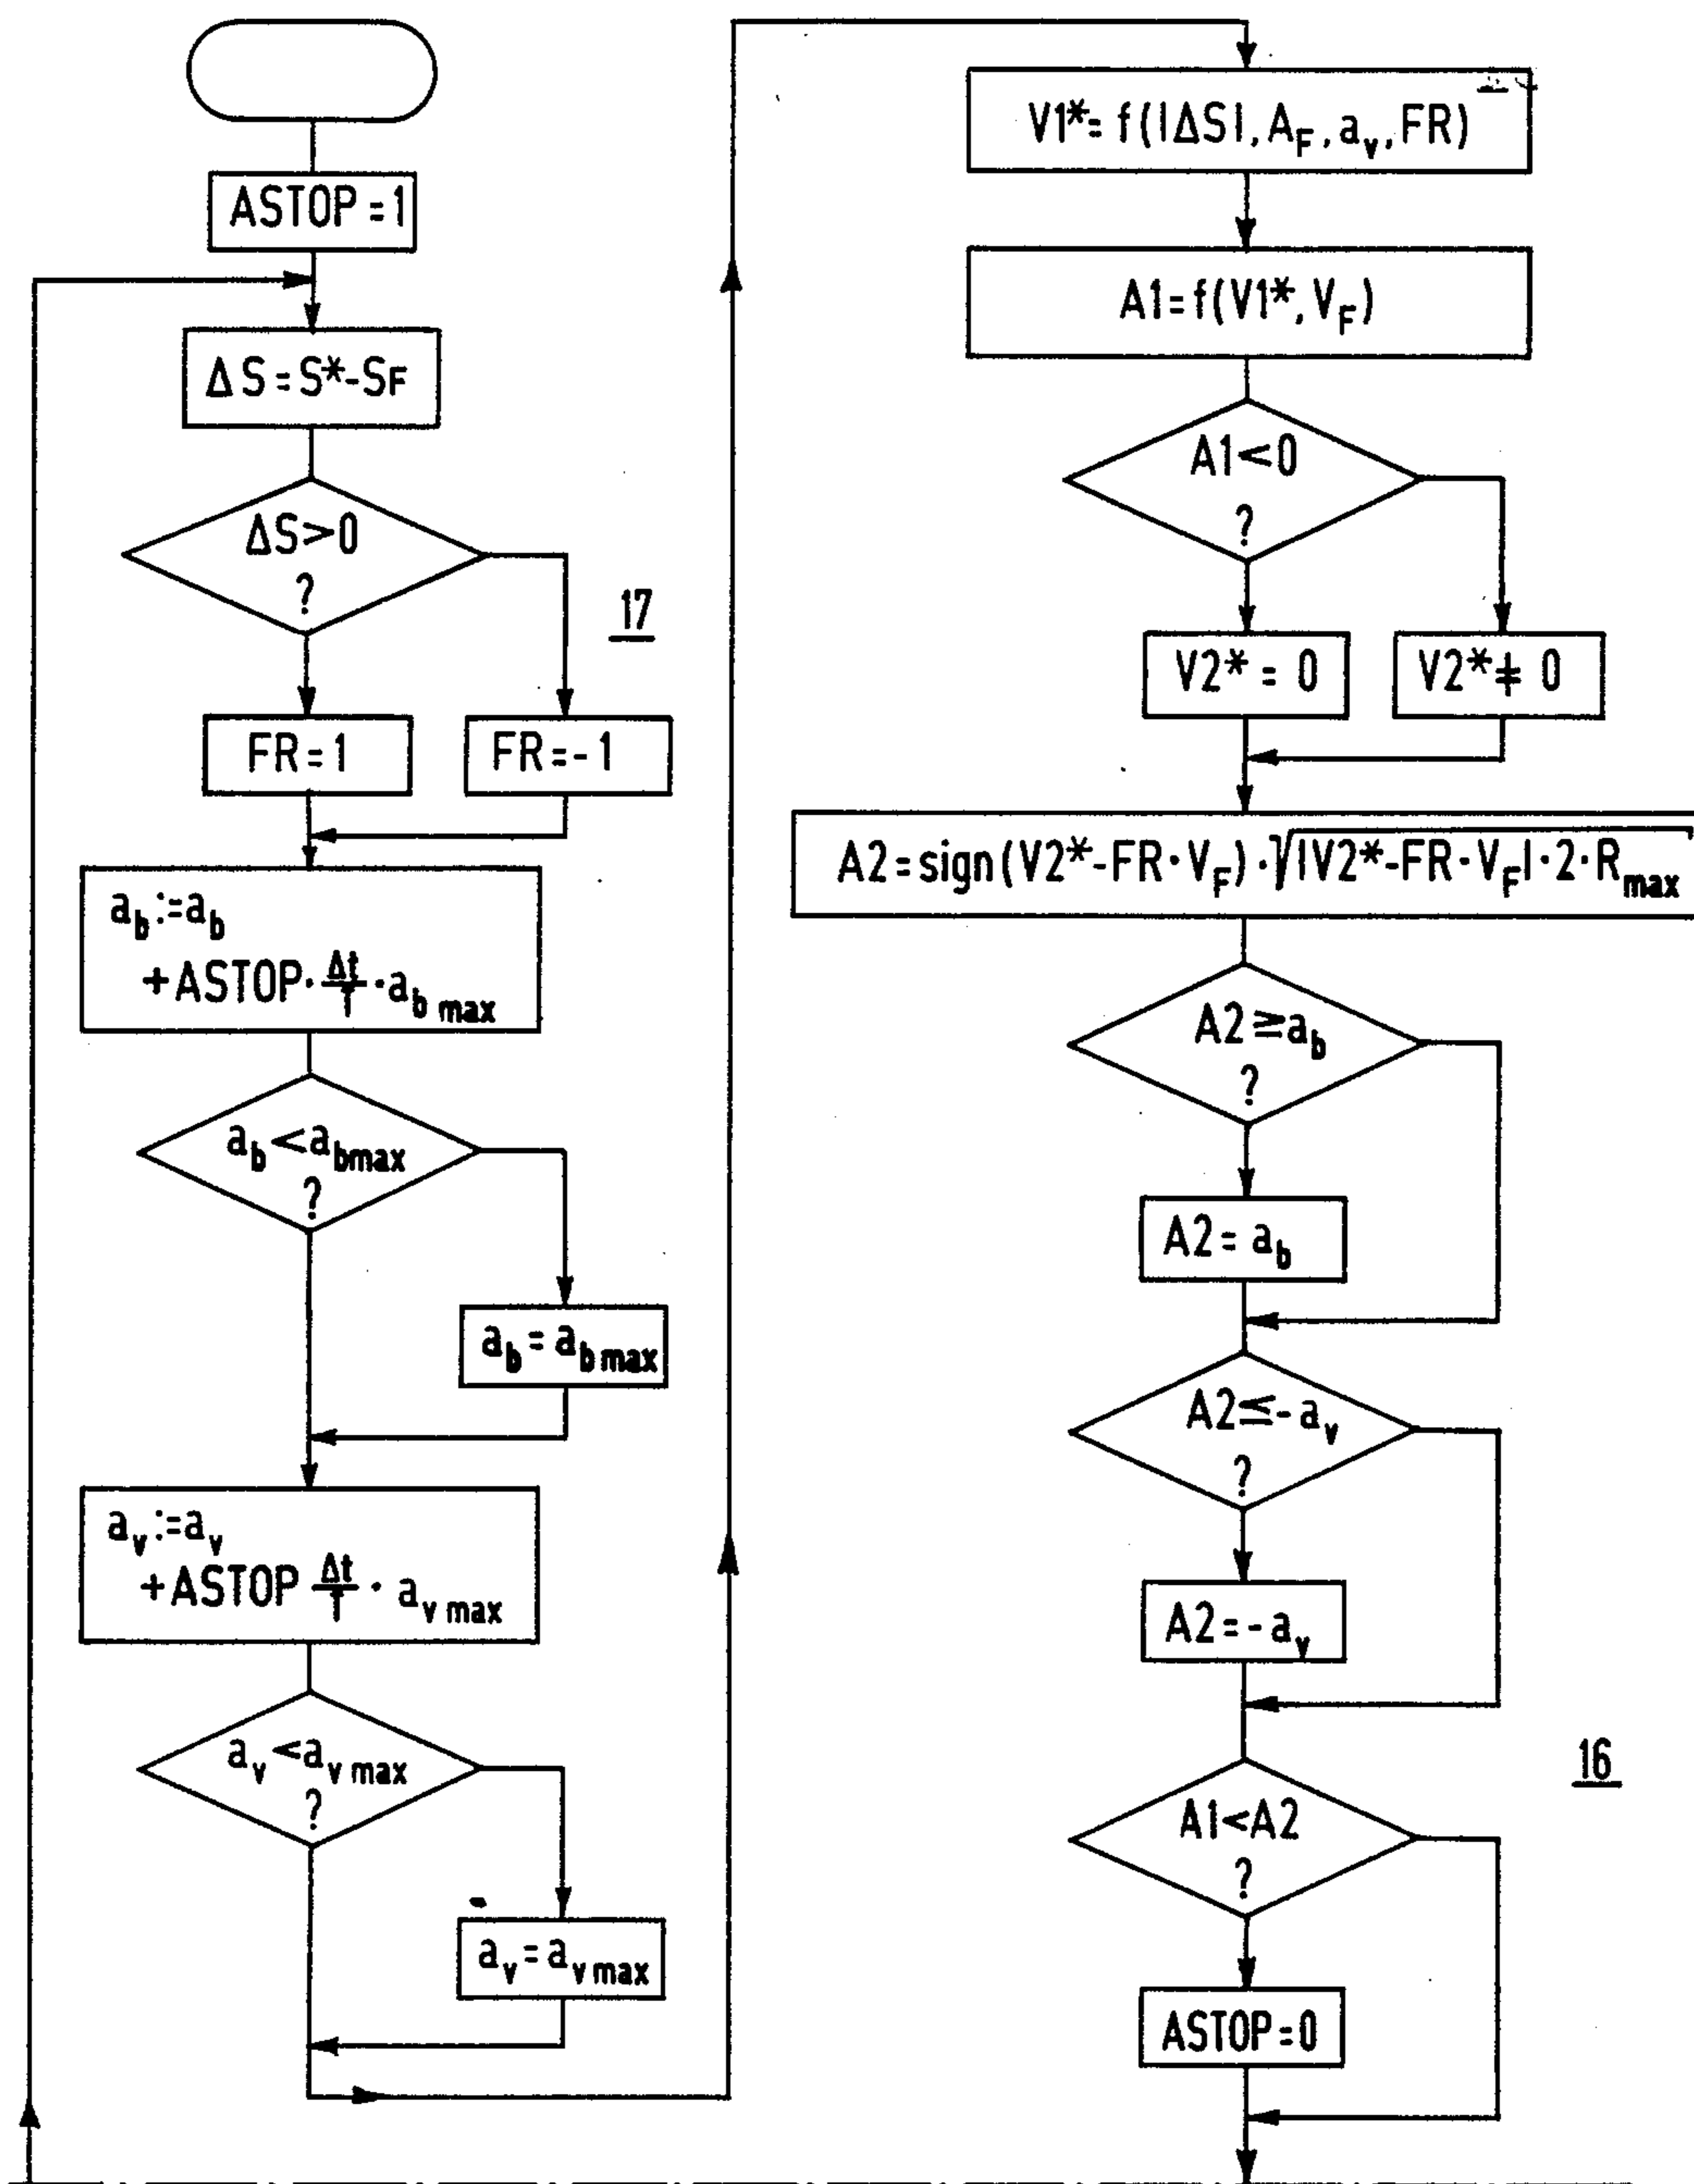 ASTOP = 1
ΔS = S*-SF
ΔS>0
?
17
FR = 1
FR = - 1
a_b := a_b
+ ASTOP · Δt/T · a_b max
a_b < a_bmax
?
a_b = a_b max
a_v := a_v
+ ASTOP Δt/T · a_v max
a_v < a_v max
?
a_v = a_v max
V1* = f(|ΔS|, A_F, a_v, FR)
A1 = f(V1*, V_F)
A1<0
?
V2* = 0
V2* ≠ 0
A2 = sign (V2*-FR·V_F) · √|V2*-FR·V_F|·2·R_max
A2 ≥ a_b
?
A2 = a_b
A2 ≤ - a_v
?
A2 = - a_v
16
A1<A2
?
ASTOP = 0